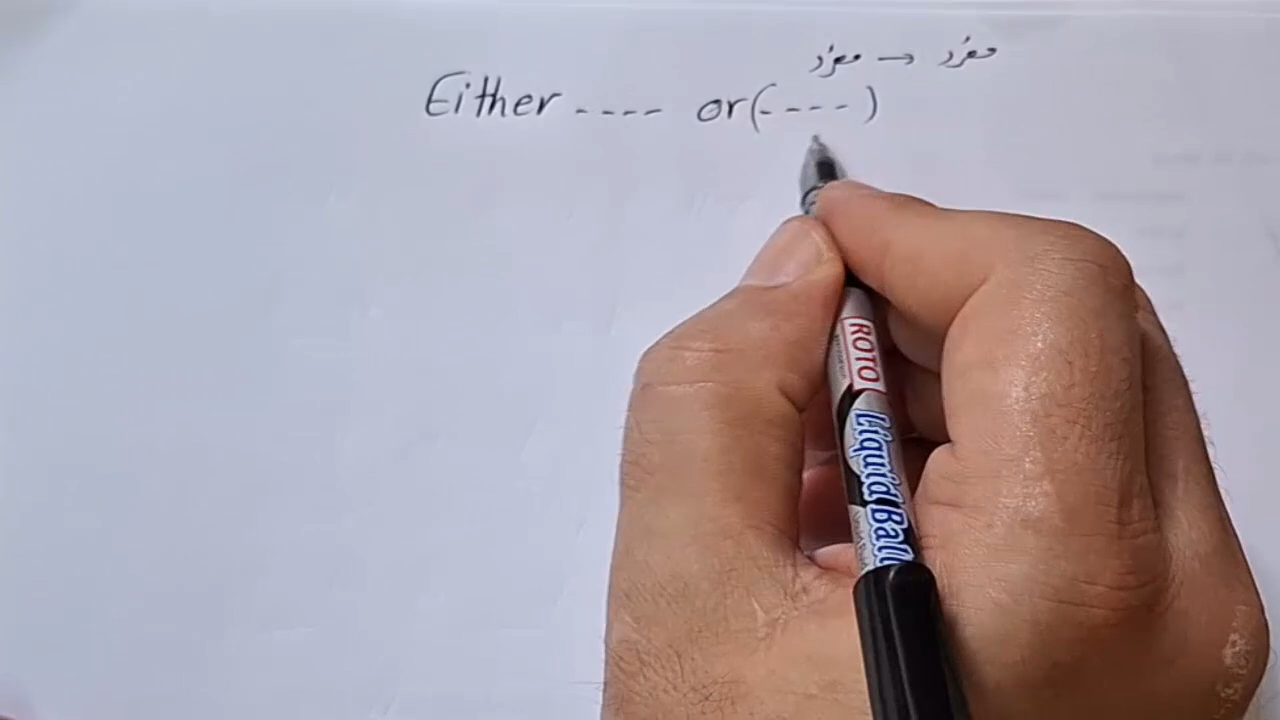 مفرد → مفرد
Either ---- or (----)
ROTO
Liquid Ball